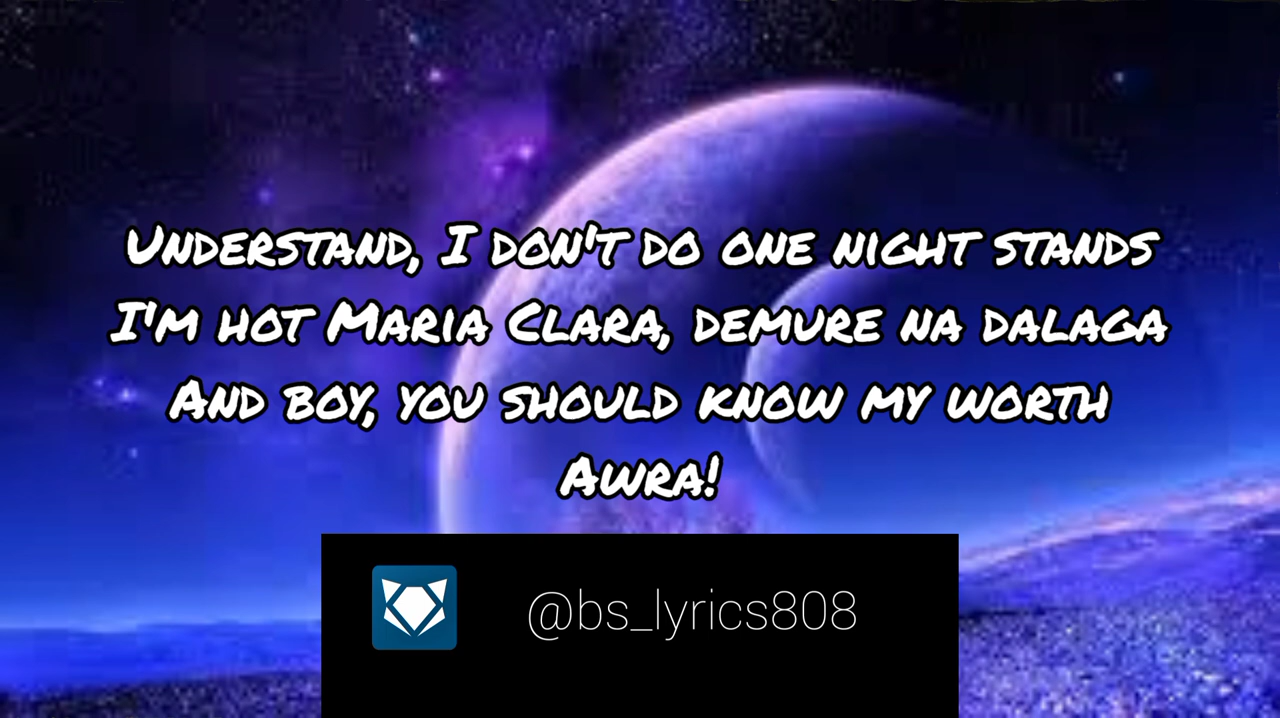 Understand, I don't do one night stands
I'm hot Maria Clara, demure na dalaga
And boy, you should know my worth
Awra!
@bs_lyrics808